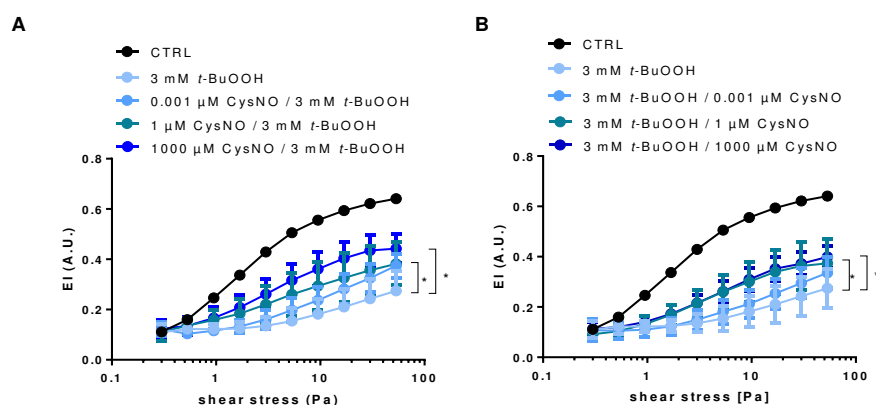 A
CTRL
3 mM t-BuOOH
0.001 µM CysNO / 3 mM t-BuOOH
1 µM CysNO / 3 mM t-BuOOH
1000 µM CysNO / 3 mM t-BuOOH
0.8
0.6
0.4
0.2
0.0
EI (A.U.)
* *
0.1 1 10 100
shear stress (Pa)
B
CTRL
3 mM t-BuOOH
3 mM t-BuOOH / 0.001 µM CysNO
3 mM t-BuOOH / 1 µM CysNO
3 mM t-BuOOH / 1000 µM CysNO
0.8
0.6
0.4
0.2
0.0
EI (A.U.)
*
0.1 1 10 100
shear stress [Pa]